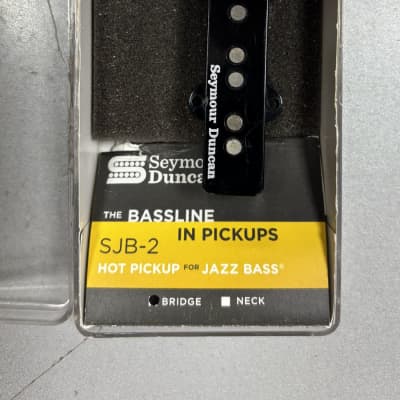 Seymour Duncan
Seymour
Duncan
THE BASSLINE
IN PICKUPS
SJB-2
HOT PICKUP FOR JAZZ BASS®
BRIDGE NECK